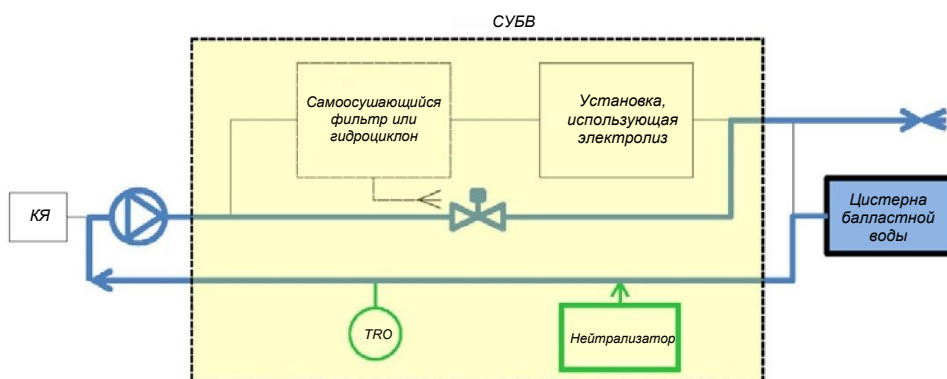 СУБВ
Самоосушающийся
фильтр или
гидроциклон
Установка,
использующая
электролиз
КЯ
Цистерна
балластной
воды
TRO
Нейтрализатор